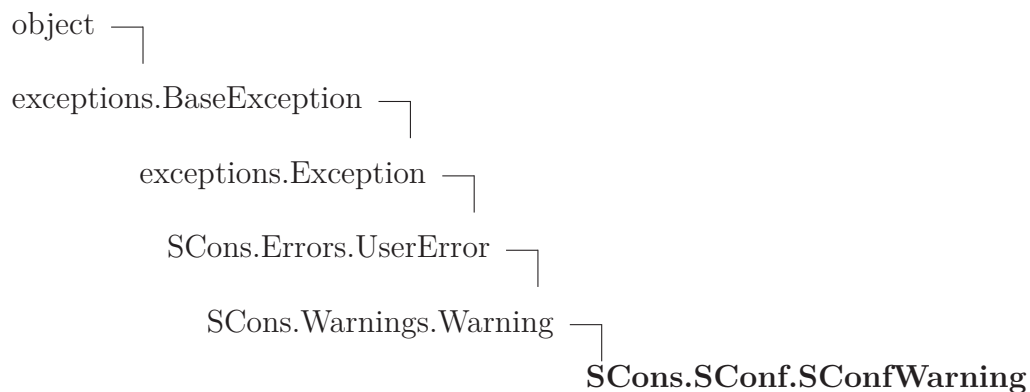 object
exceptions.BaseException
exceptions.Exception
SCons.Errors.UserError
SCons.Warnings.Warning
SCons.SConf.SConfWarning